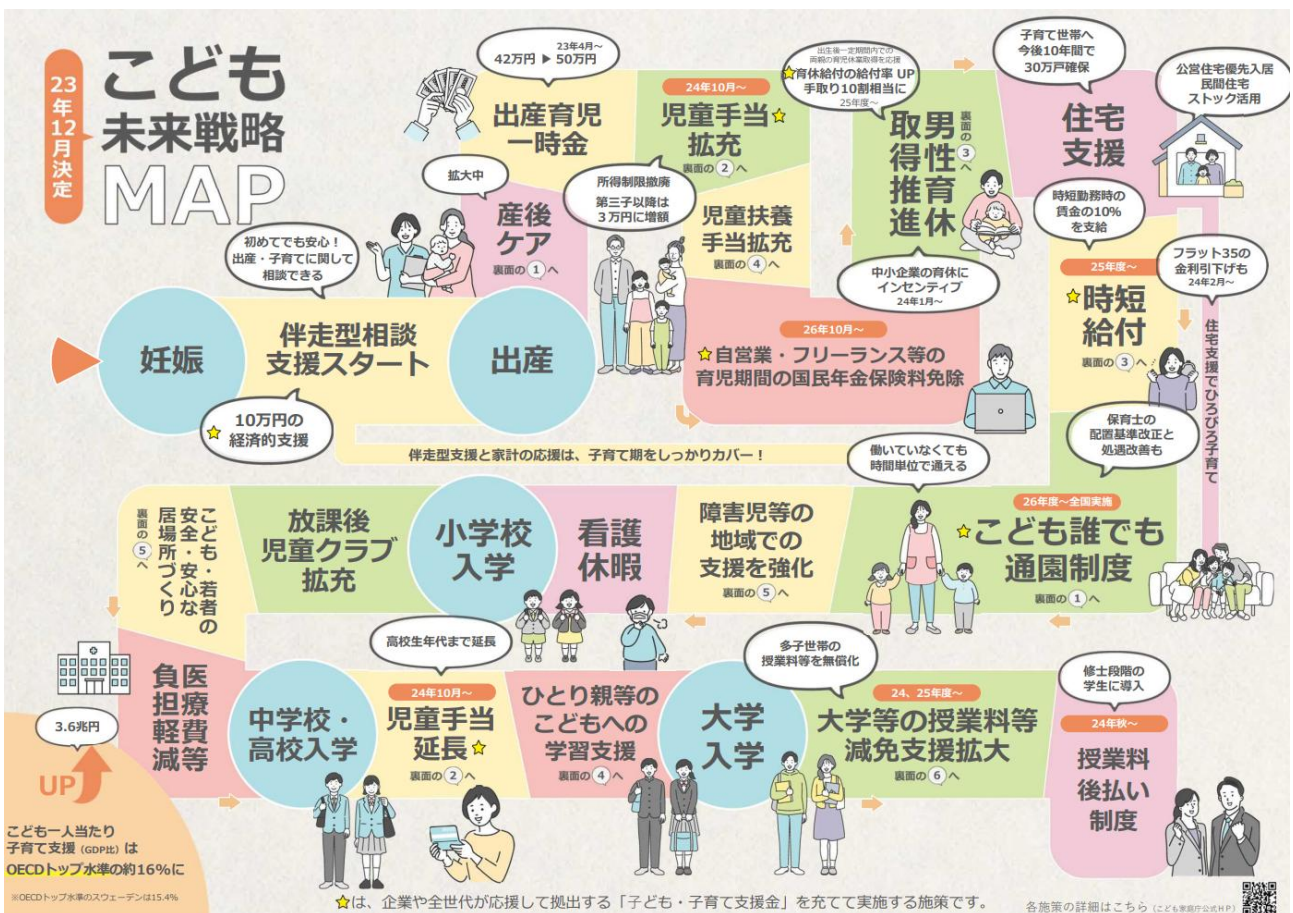 23年12月決定
こども
未来戦略
MAP
23年4月～
42万円 ▶ 50万円
出産育児
一時金
24年10月～
児童手当☆
拡充
裏面の②へ
所得制限撤廃
第三子以降は
３万円に増額
出生後一定期間内での
両親の育児休業取得を応援
☆育休給付の給付率 UP
手取り10割相当に
25年度～
男性育休
取得推進
裏面の③へ
中小企業の育休に
インセンティブ
24年1月～
子育て世帯へ
今後10年間で
30万戸確保
住宅
支援
公営住宅優先入居
民間住宅
ストック活用
拡大中
産後
ケア
裏面の①へ
児童扶養
手当拡充
裏面の④へ
時短勤務時の
賃金の10%
を支給
25年度～
☆時短
給付
裏面の③へ
フラット35の
金利引下げも
24年2月～
住宅支援でひろびろ子育て
初めてでも安心！
出産・子育てに関して
相談できる
妊娠
伴走型相談
支援スタート
出産
☆10万円の
経済的支援
26年10月～
☆自営業・フリーランス等の
育児期間の国民年金保険料免除
伴走型支援と家計の応援は、子育て期をしっかりカバー！
保育士の
配置基準改正と
処遇改善も
働いていなくても
時間単位で通える
26年度～全国実施
☆こども誰でも
通園制度
裏面の①へ
障害児等の
地域での
支援を強化
裏面の⑤へ
看護
休暇
小学校
入学
放課後
児童クラブ
拡充
こども・若者の
安全・安心な
居場所づくり
裏面の⑤へ
医療費等
負担軽減
中学校・
高校入学
高校生年代まで延長
24年10月～
児童手当
延長☆
裏面の②へ
ひとり親等の
こどもへの
学習支援
裏面の④へ
大学
入学
多子世帯の
授業料等を無償化
24、25年度～
大学等の授業料等
減免支援拡大
裏面の⑥へ
修士段階の
学生に導入
24年秋～
授業料
後払い
制度
3.6兆円
UP
こども一人当たり
子育て支援（GDP比）は
OECDトップ水準の約16%に
※OECDトップ水準のスウェーデンは15.4%
☆は、企業や全世代が応援して拠出する「子ども・子育て支援金」を充てて実施する施策です。
各施策の詳細はこちら（こども家庭庁公式ＨＰ）